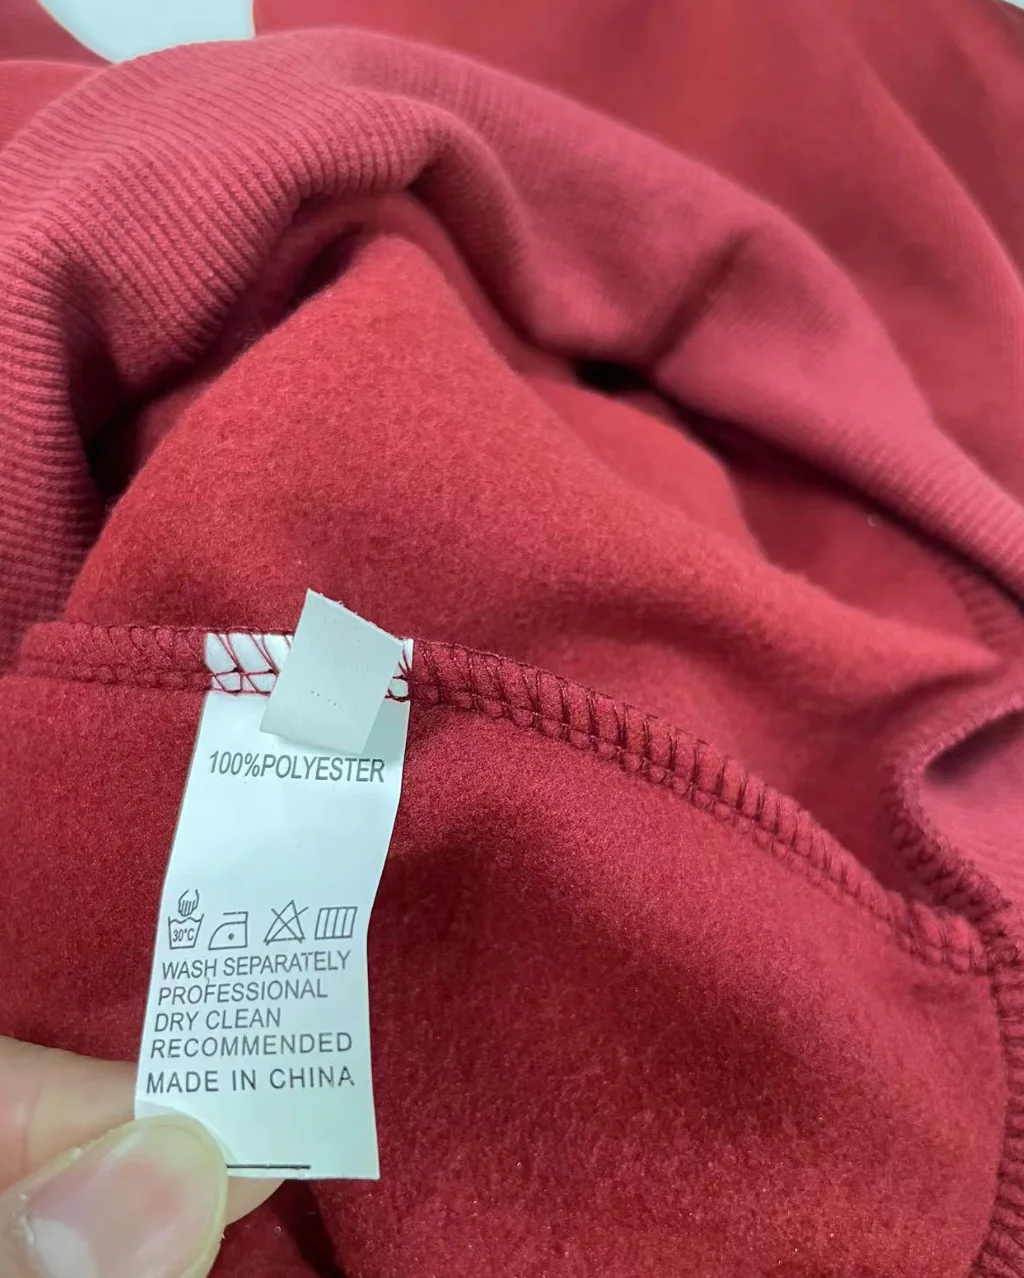 100%POLYESTER
30°C
WASH SEPARATELY
PROFESSIONAL
DRY CLEAN
RECOMMENDED
MADE IN CHINA